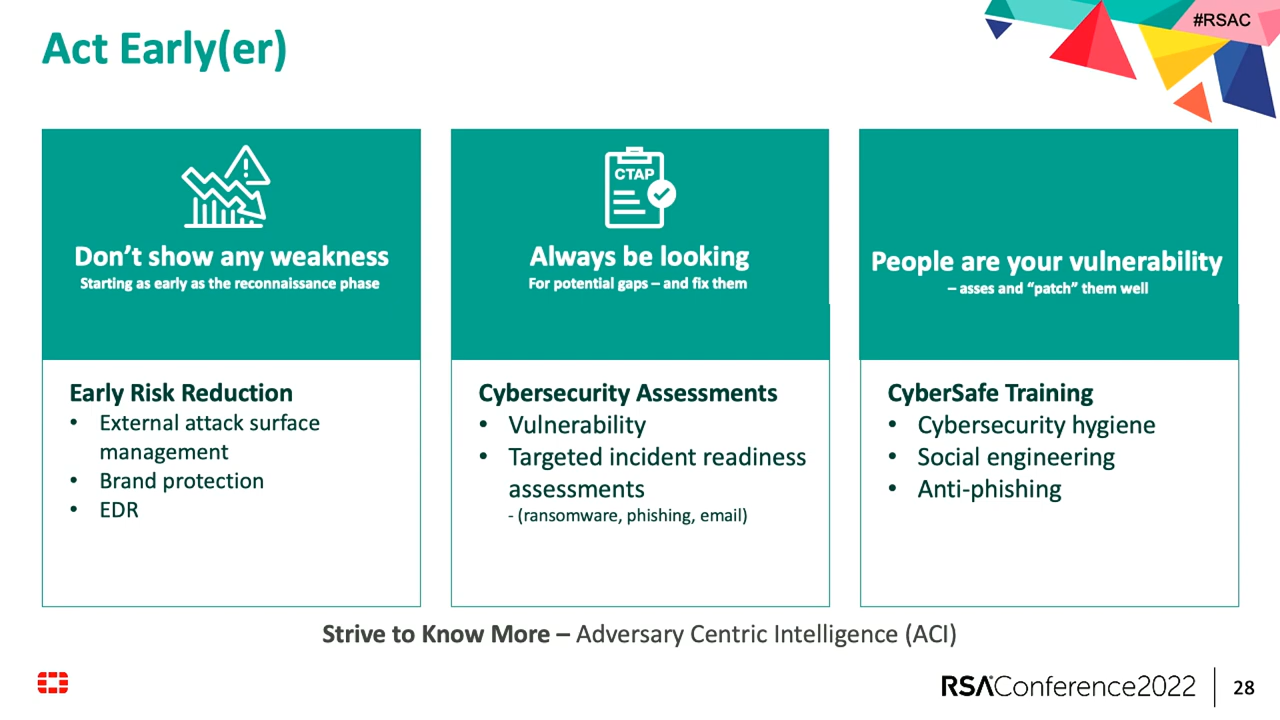 #RSAC
Act Early(er)
CTAP
Don’t show any weakness
Starting as early as the reconnaissance phase
Always be looking
For potential gaps – and fix them
People are your vulnerability
– asses and “patch” them well
Early Risk Reduction
• External attack surface
management
• Brand protection
• EDR
Cybersecurity Assessments
• Vulnerability
• Targeted incident readiness
assessments
- (ransomware, phishing, email)
CyberSafe Training
• Cybersecurity hygiene
• Social engineering
• Anti-phishing
Strive to Know More – Adversary Centric Intelligence (ACI)
RSAConference2022
28